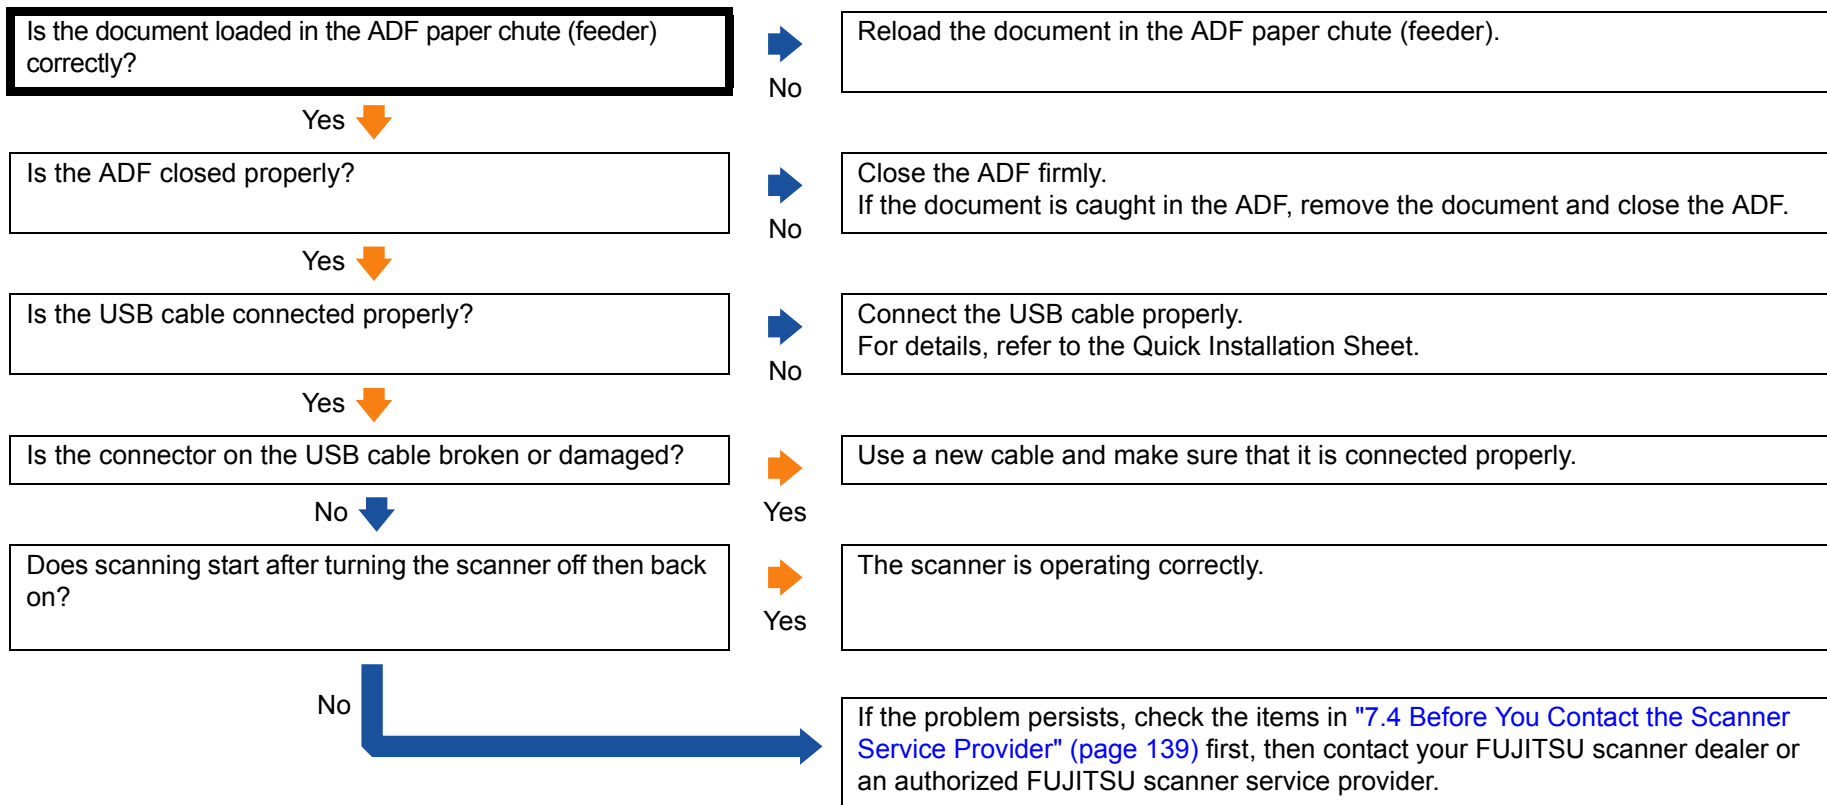 Is the document loaded in the ADF paper chute (feeder)
correctly?
No
Reload the document in the ADF paper chute (feeder).
Yes
Is the ADF closed properly?
No
Close the ADF firmly.
If the document is caught in the ADF, remove the document and close the ADF.
Yes
Is the USB cable connected properly?
No
Connect the USB cable properly.
For details, refer to the Quick Installation Sheet.
Yes
Is the connector on the USB cable broken or damaged?
Yes
Use a new cable and make sure that it is connected properly.
No
Does scanning start after turning the scanner off then back
on?
Yes
The scanner is operating correctly.
No
If the problem persists, check the items in "7.4 Before You Contact the Scanner
Service Provider" (page 139) first, then contact your FUJITSU scanner dealer or
an authorized FUJITSU scanner service provider.